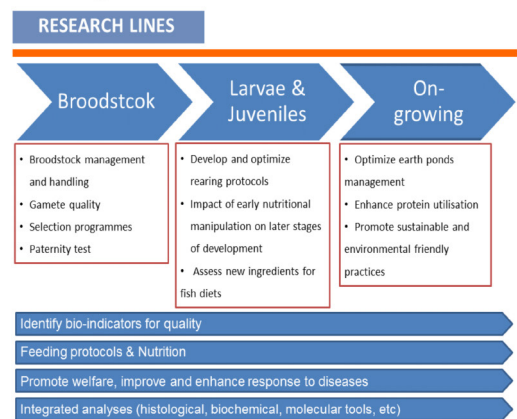 RESEARCH LINES
Broodstcok
Larvae &
Juveniles
On-
growing
• Broodstock management
and handling
• Gamete quality
• Selection programmes
• Paternity test
• Develop and optimize
rearing protocols
• Impact of early nutritional
manipulation on later stages
of development
• Assess new ingredients for
fish diets
• Optimize earth ponds
management
• Enhance protein utilisation
• Promote sustainable and
environmental friendly
practices
Identify bio-indicators for quality
Feeding protocols & Nutrition
Promote welfare, improve and enhance response to diseases
Integrated analyses (histological, biochemical, molecular tools, etc)